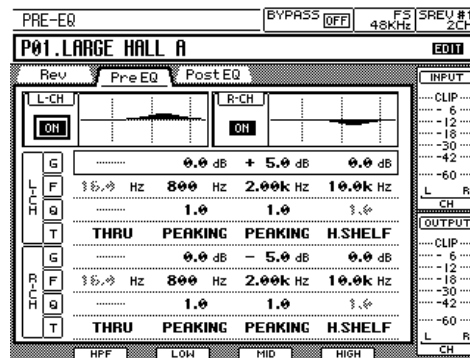 PRE-EQ
BYPASS OFF
FS 48KHz
SREV #1 2CH
P01.LARGE HALL A
EDIT
Rev
Pre EQ
Post EQ
INPUT
L-CH
R-CH
ON
ON
CLIP
- 6
-12
-18
-30
-42
-60
L R
CH
L-CH
G -------- 0.0 dB + 5.0 dB 0.0 dB
F 16.0 Hz 800 Hz 2.00k Hz 10.0k Hz
Q -------- 1.0 1.0
T THRU PEAKING PEAKING H.SHELF
R-CH
G -------- 0.0 dB - 5.0 dB 0.0 dB
F 16.0 Hz 800 Hz 2.00k Hz 10.0k Hz
Q -------- 1.0 1.0
T THRU PEAKING PEAKING H.SHELF
OUTPUT
CLIP
- 6
-12
-18
-30
-42
-60
L R
CH
HPF
LOW
MID
HIGH